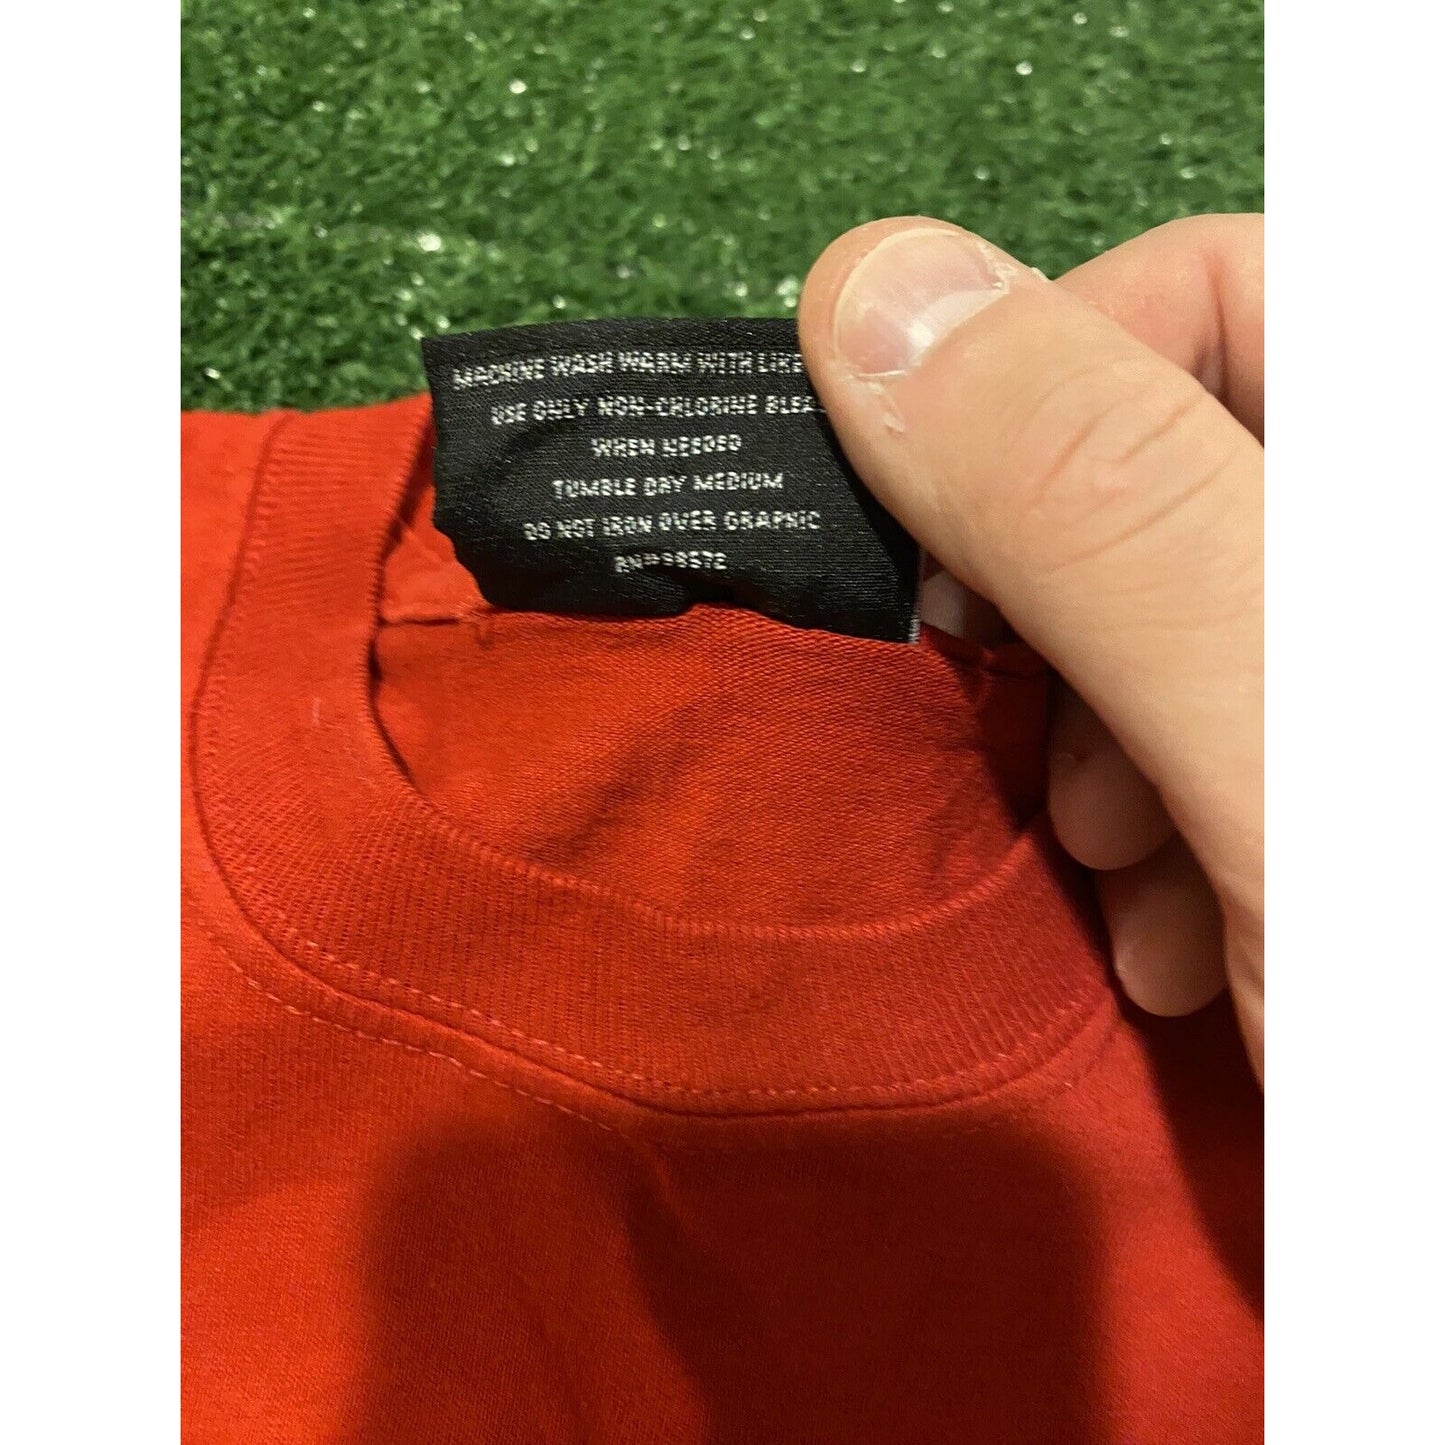 MACHINE WASH WARM WITH LIKE
USE ONLY NON-CHLORINE
WHEN NEEDED
TUMBLE DRY MEDIUM
DO NOT IRON OVER GRAPHIC